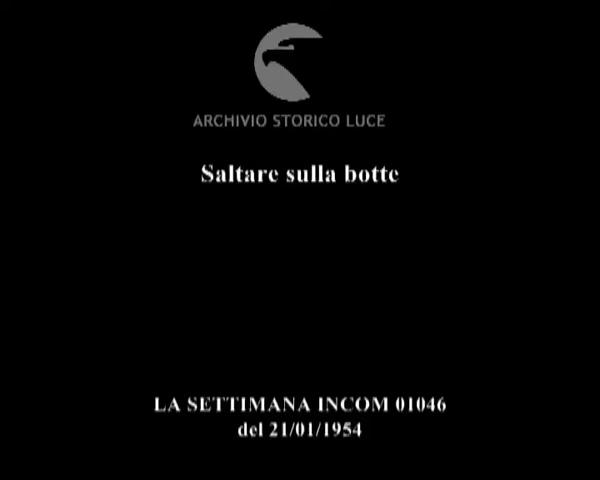 ARCHIVIO STORICO LUCE
Saltare sulla botte
LA SETTIMANA INCOM 01046
del 21/01/1954